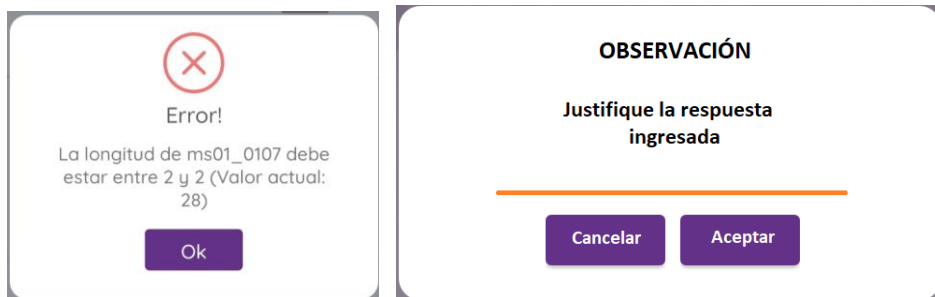 Error!
La longitud de ms01_0107 debe
estar entre 2 y 2 (Valor actual:
28)
Ok
OBSERVACIÓN
Justifique la respuesta
ingresada
Cancelar
Aceptar